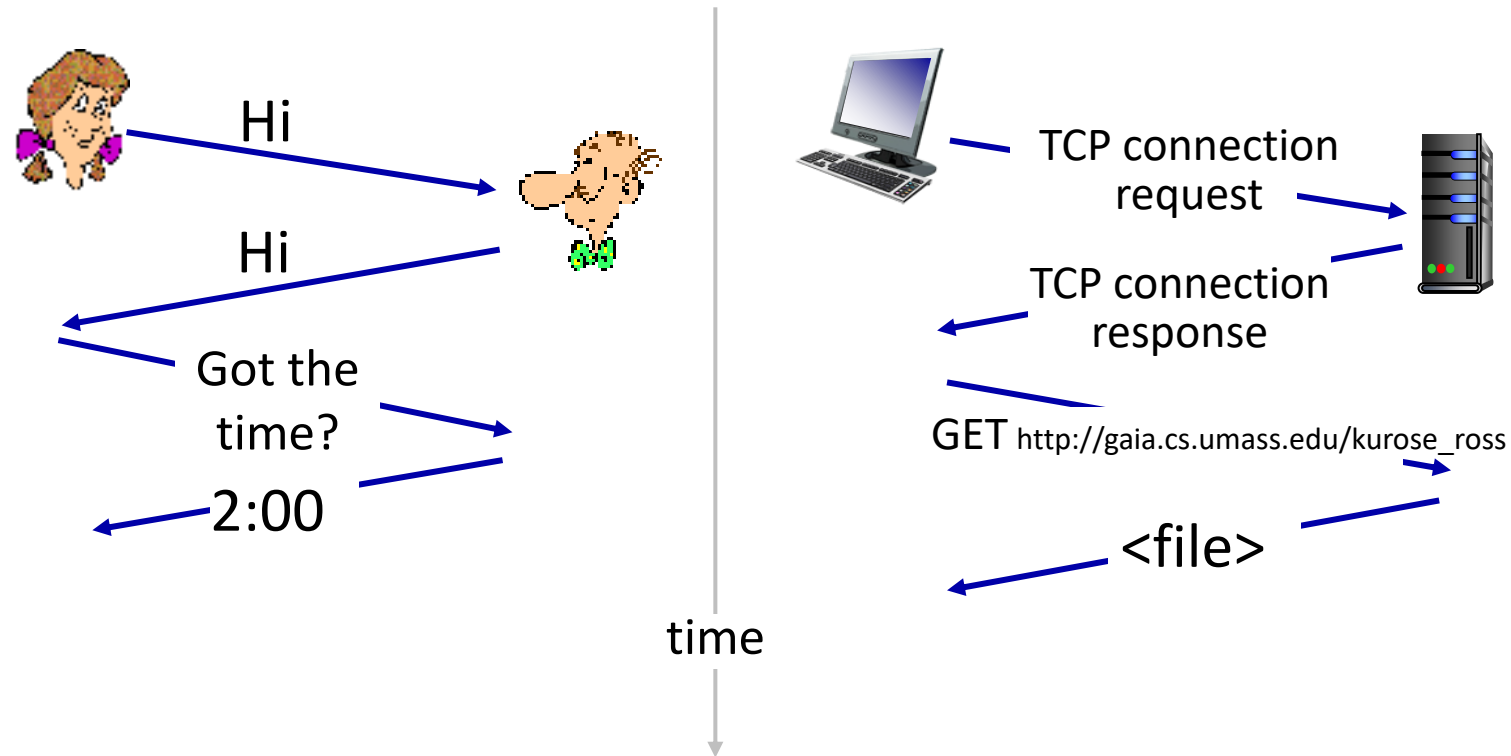 Hi
Hi
Got the
time?
2:00
TCP connection
request
TCP connection
response
GET http://gaia.cs.umass.edu/kurose_ross
<file>
time